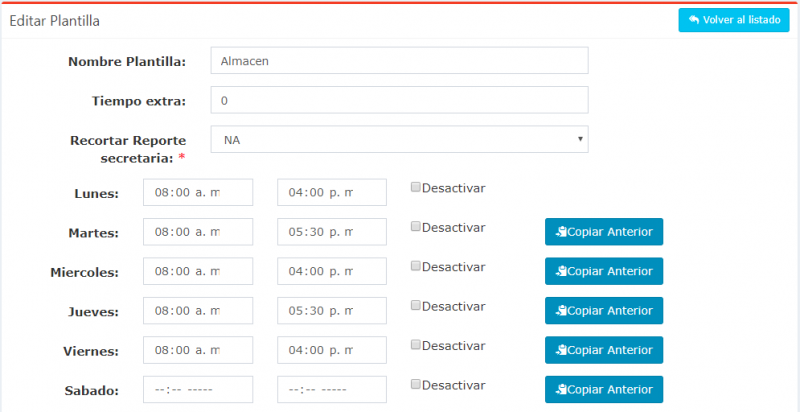 Editar Plantilla
Volver al listado
Nombre Plantilla: Almacen
Tiempo extra: 0
Recortar Reporte
secretaria: * NA
Lunes: 08:00 a. m 04:00 p. m Desactivar
Martes: 08:00 a. m 05:30 p. m Desactivar Copiar Anterior
Miercoles: 08:00 a. m 04:00 p. m Desactivar Copiar Anterior
Jueves: 08:00 a. m 05:30 p. m Desactivar Copiar Anterior
Viernes: 08:00 a. m 04:00 p. m Desactivar Copiar Anterior
Sabado: --:-- ----- --:-- ----- Desactivar Copiar Anterior